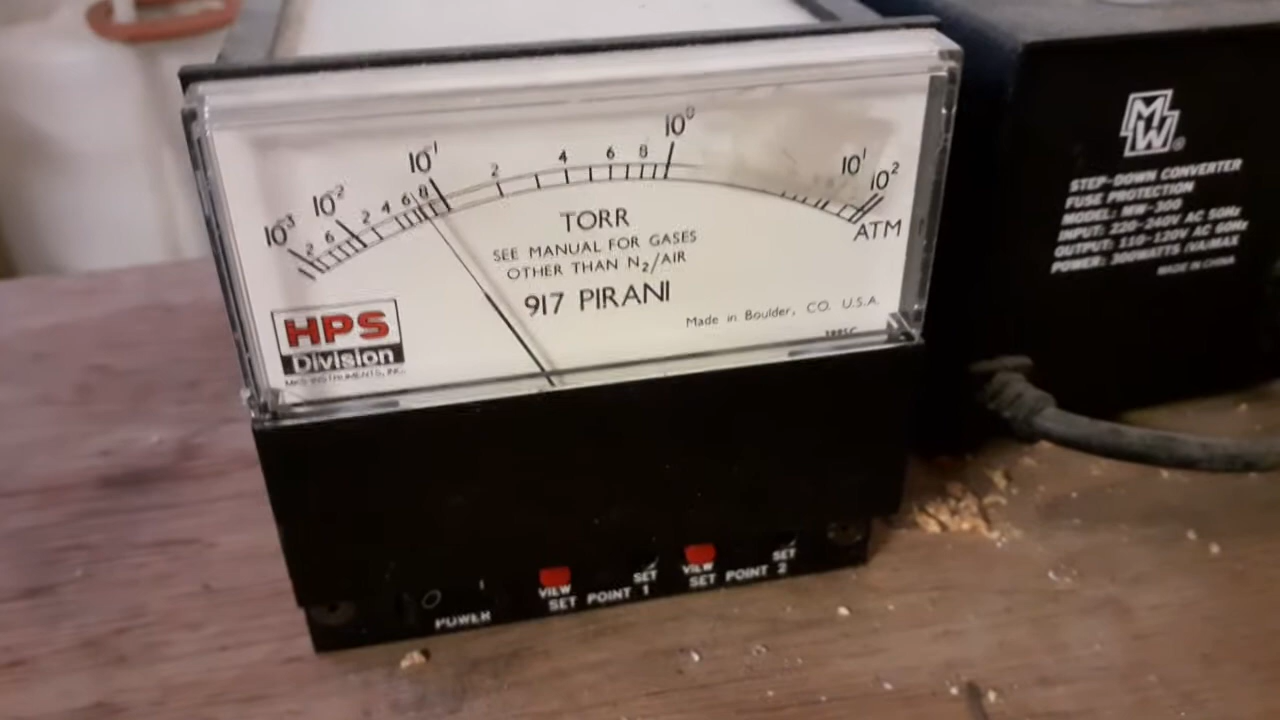 10⁻³ 2 6 10⁻² 2 4 6 8 10⁻¹ 2 4 6 8 10⁰ 10¹ 10²
ATM
TORR
SEE MANUAL FOR GASES
OTHER THAN N₂/AIR
917 PIRANI
Made in Boulder, CO. U.S.A.
HPS
Division
MKS INSTRUMENTS, INC.
POWER
VIEW SET
SET POINT 1
VIEW SET
SET POINT 2
MW®
STEP-DOWN CONVERTER
FUSE PROTECTION
MODEL: MW-300
INPUT: 220-240V AC 50Hz
OUTPUT: 110-120V AC 60Hz
POWER: 300WATTS (VA)MAX
MADE IN CHINA